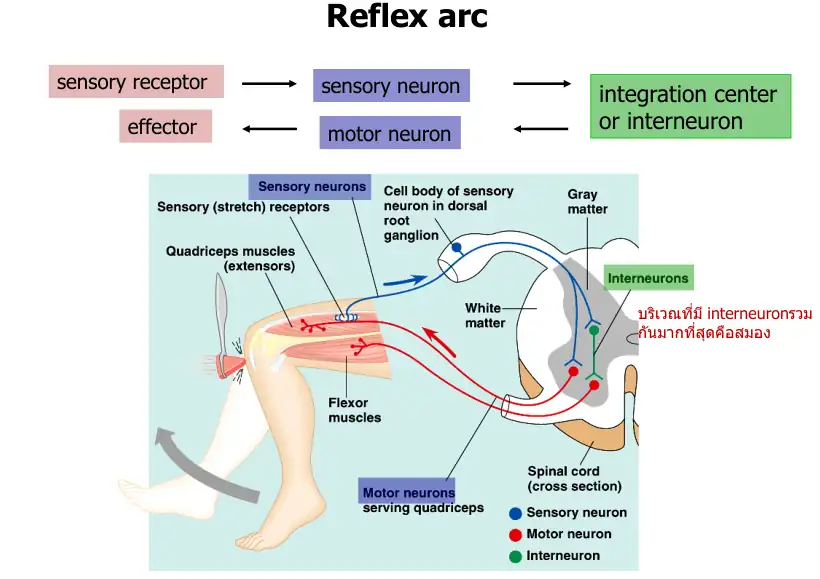 Reflex arc
sensory receptor
sensory neuron
integration center
or interneuron
effector
motor neuron
Sensory neurons
Sensory (stretch) receptors
Cell body of sensory
neuron in dorsal
root
ganglion
Gray
matter
Quadriceps muscles
(extensors)
Interneurons
White
matter
บริเวณที่มี interneuronรวม
กันมากที่สุดคือสมอง
Flexor
muscles
Motor neurons
serving quadriceps
Spinal cord
(cross section)
Sensory neuron
Motor neuron
Interneuron